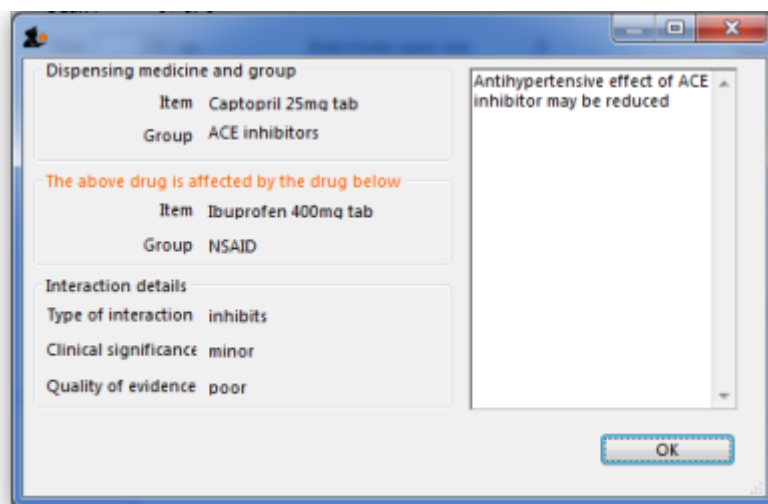 Dispensing medicine and group
Item Captopril 25mg tab
Group ACE inhibitors
The above drug is affected by the drug below
Item Ibuprofen 400mg tab
Group NSAID
Interaction details
Type of interaction inhibits
Clinical significance minor
Quality of evidence poor
Antihypertensive effect of ACE
inhibitor may be reduced
OK